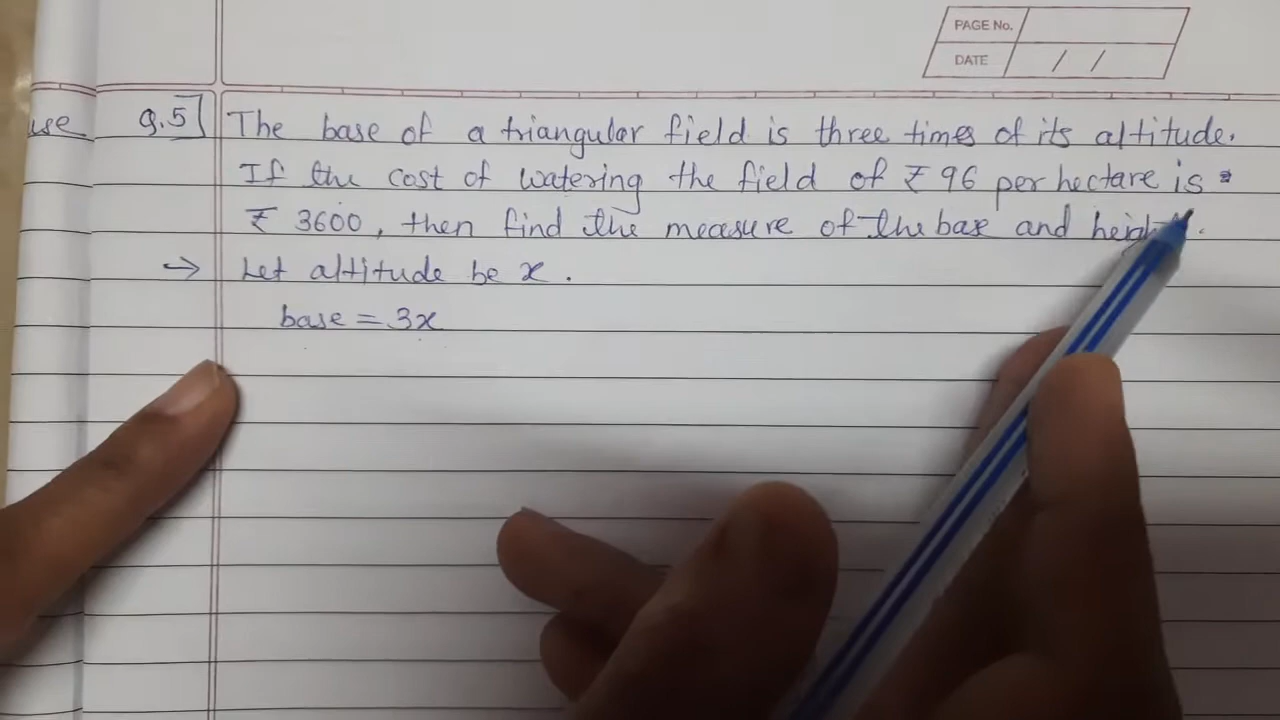 PAGE No.
DATE / /
use Q.5 The base of a triangular field is three times of its altitude.
If the cost of watering the field of ₹ 96 per hectare is
₹ 3600, then find the measure of the base and height.
→ Let altitude be x.
base = 3x